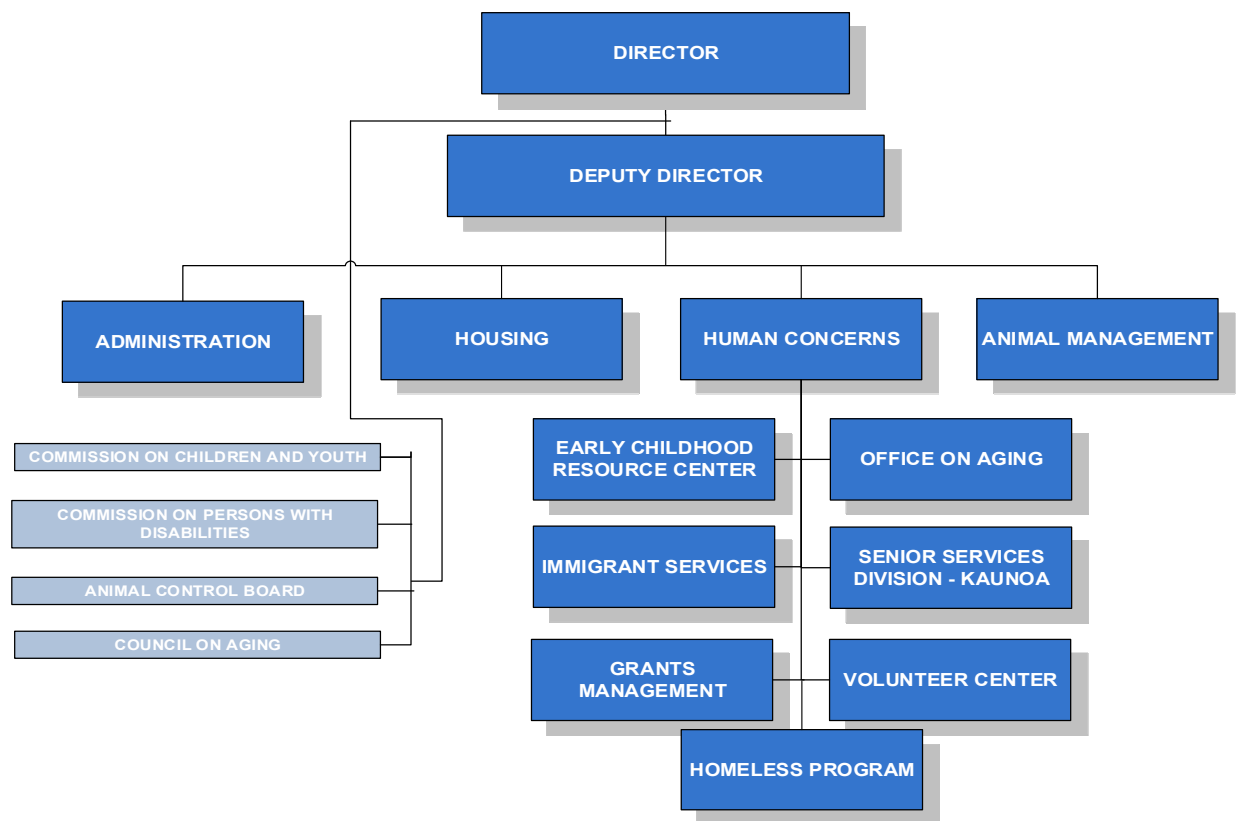 DIRECTOR
DEPUTY DIRECTOR
ADMINISTRATION
HOUSING
HUMAN CONCERNS
ANIMAL MANAGEMENT
COMMISSION ON CHILDREN AND YOUTH
COMMISSION ON PERSONS WITH
DISABILITIES
ANIMAL CONTROL BOARD
COUNCIL ON AGING
EARLY CHILDHOOD
RESOURCE CENTER
OFFICE ON AGING
IMMIGRANT SERVICES
SENIOR SERVICES
DIVISION - KAUNOA
GRANTS
MANAGEMENT
VOLUNTEER CENTER
HOMELESS PROGRAM